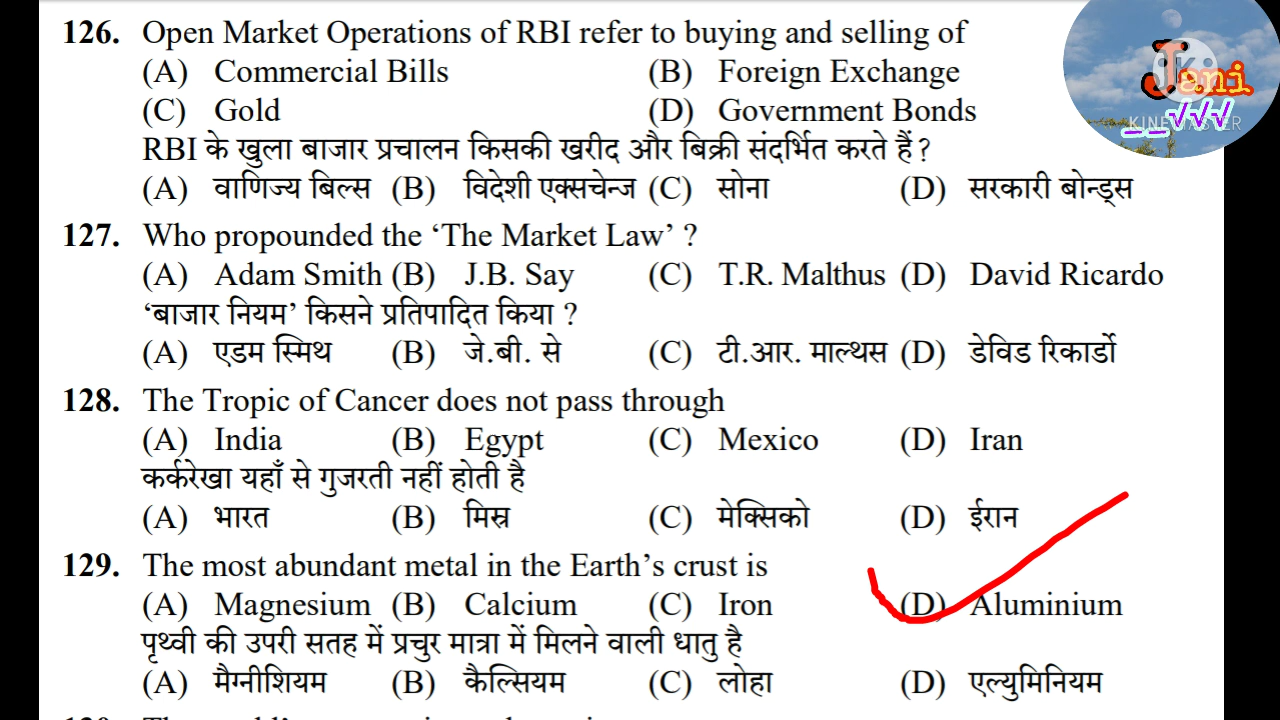 126. Open Market Operations of RBI refer to buying and selling of
(A) Commercial Bills (B) Foreign Exchange
(C) Gold (D) Government Bonds
RBI के खुला बाजार प्रचालन किसकी खरीद और बिक्री संदर्भित करते हैं ?
(A) वाणिज्य बिल्स (B) विदेशी एक्सचेन्ज (C) सोना (D) सरकारी बोन्ड्स
127. Who propounded the ‘The Market Law’ ?
(A) Adam Smith (B) J.B. Say (C) T.R. Malthus (D) David Ricardo
‘बाजार नियम’ किसने प्रतिपादित किया ?
(A) एडम स्मिथ (B) जे.बी. से (C) टी.आर. माल्थस (D) डेविड रिकार्डो
128. The Tropic of Cancer does not pass through
(A) India (B) Egypt (C) Mexico (D) Iran
कर्करेखा यहाँ से गुजरती नहीं होती है
(A) भारत (B) मिस्र (C) मेक्सिको (D) ईरान
129. The most abundant metal in the Earth’s crust is
(A) Magnesium (B) Calcium (C) Iron (D) Aluminium
पृथ्वी की उपरी सतह में प्रचुर मात्रा में मिलने वाली धातु है
(A) मैग्नीशियम (B) कैल्सियम (C) लोहा (D) एल्युमिनियम
Jani
KINEMASTER